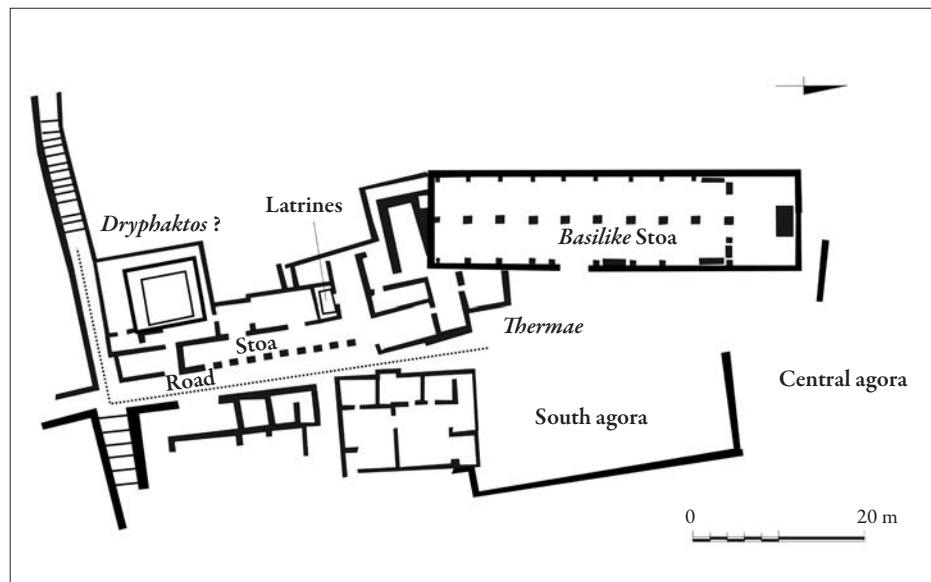 Latrines
Dryphaktos ?
Basilike Stoa
Thermae
Stoa
Road
Central agora
South agora
0 20 m